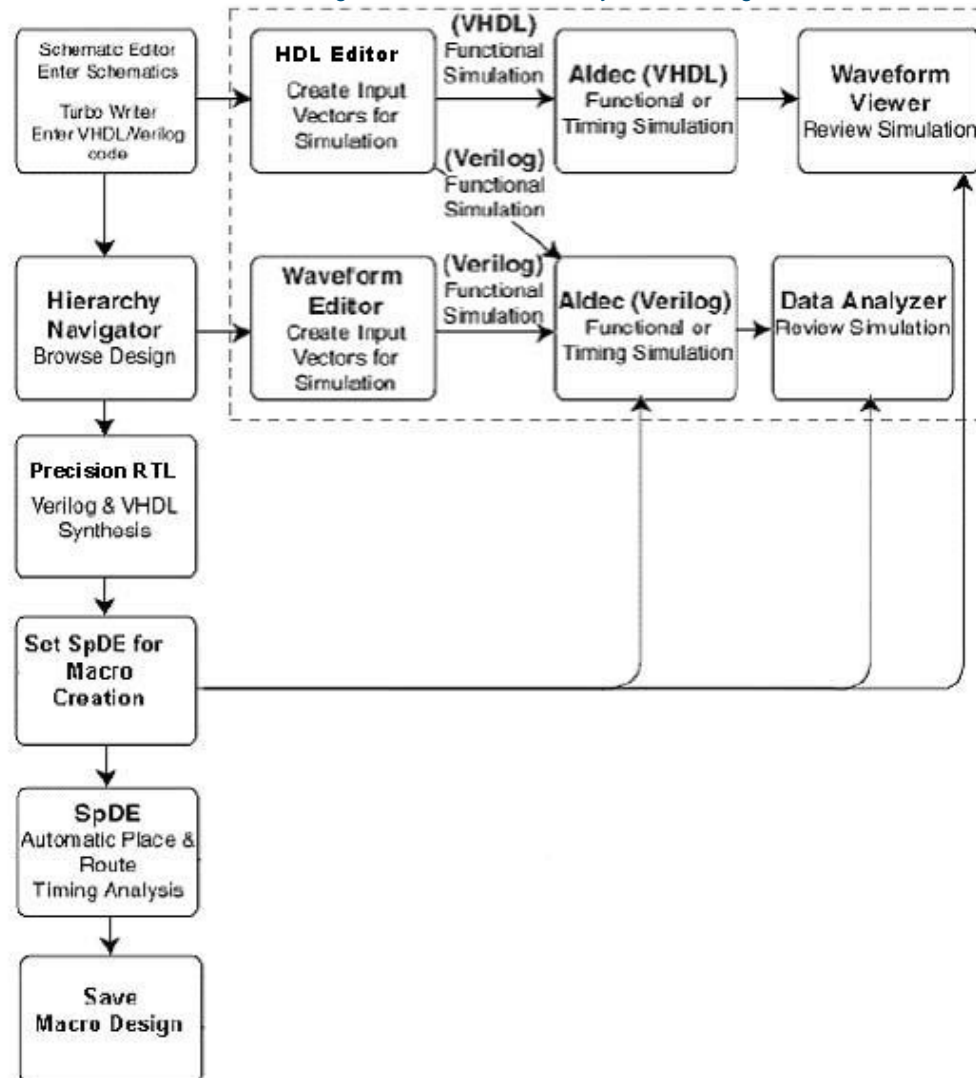 Schematic Editor
Enter Schematics
Turbo Writer
Enter VHDL/Verilog
code
HDL Editor
Create Input
Vectors for
Simulation
(VHDL)
Functional
Simulation
Aldec (VHDL)
Functional or
Timing Simulation
Waveform
Viewer
Review Simulation
(Verilog)
Functional
Simulation
Hierarchy
Navigator
Browse Design
Waveform
Editor
Create Input
Vectors for
Simulation
(Verilog)
Functional
Simulation
Aldec (Verilog)
Functional or
Timing Simulation
Data Analyzer
Review Simulation
Precision RTL
Verilog & VHDL
Synthesis
Set SpDE for
Macro
Creation
SpDE
Automatic Place &
Route
Timing Analysis
Save
Macro Design